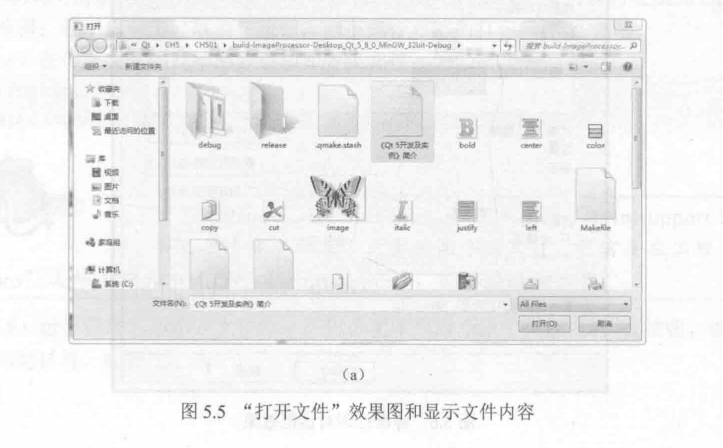 打开
Qt ▸ CH5 ▸ CH501 ▸ build-ImageProcessor-Desktop_Qt_5_8_0_MinGW_32bit-Debug ▸
搜索 build-ImageProcessor...
组织 ▾ 新建文件夹
收藏夹
下载
桌面
最近访问的位置
库
视频
图片
文档
音乐
家庭组
计算机
系统 (C:)
debug
release
.qmake.stash
《Qt 5开发及实例》简介
bold
center
color
copy
cut
image
italic
justify
left
Makefile
文件名(N): 《Qt 5开发及实例》简介
All Files
打开(O)
取消
（a）
图 5.5 “打开文件”效果图和显示文件内容